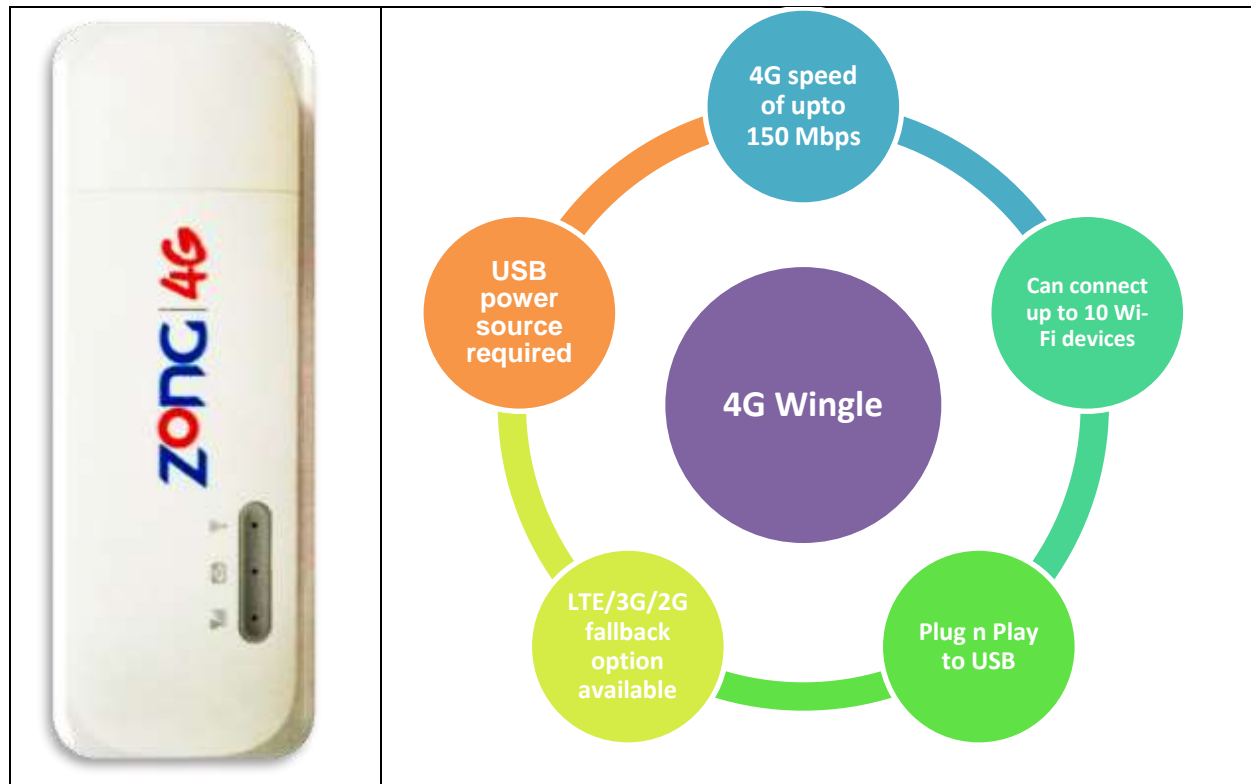 ZONG 4G
4G speed
of upto
150 Mbps
Can connect
up to 10 Wi-
Fi devices
Plug n Play
to USB
LTE/3G/2G
fallback
option
available
USB
power
source
required
4G Wingle